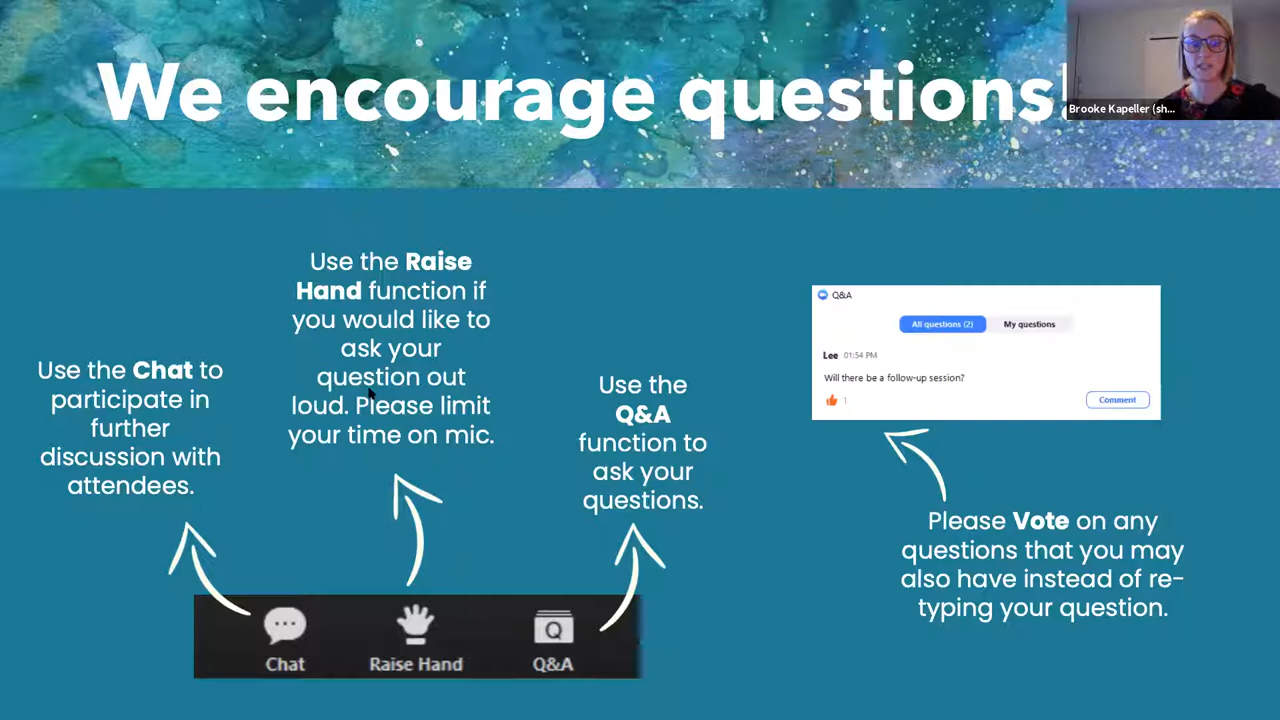 We encourage questions!
Brooke Kapeller (sh...
Use the Chat to
participate in
further
discussion with
attendees.
Use the Raise
Hand function if
you would like to
ask your
question out
loud. Please limit
your time on mic.
Use the
Q&A
function to
ask your
questions.
Q&A
All questions (2)
My questions
Lee 01:54 PM
Will there be a follow-up session?
1
Comment
Please Vote on any
questions that you may
also have instead of re-
typing your question.
Chat
Raise Hand
Q
Q&A